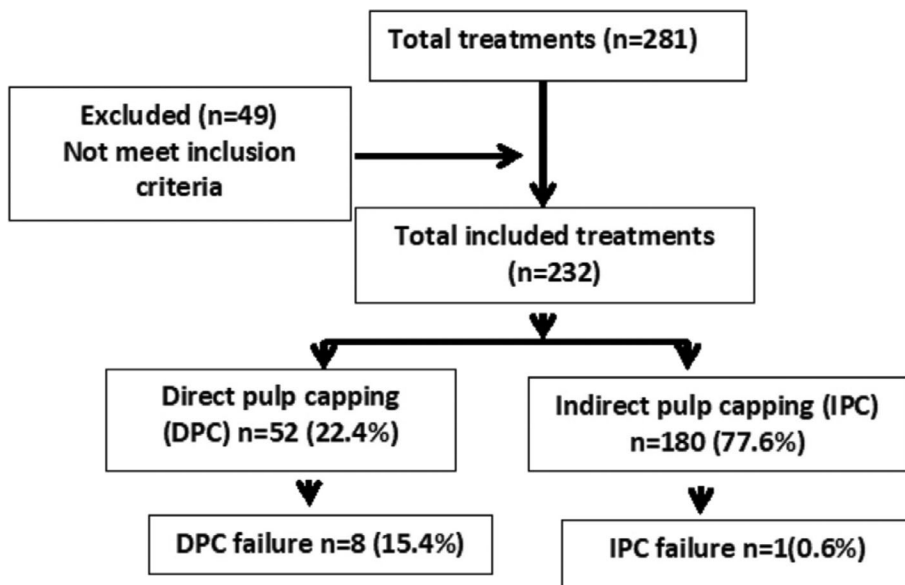 Total treatments (n=281)
Excluded (n=49)
Not meet inclusion
criteria
Total included treatments
(n=232)
Direct pulp capping
(DPC) n=52 (22.4%)
Indirect pulp capping (IPC)
n=180 (77.6%)
DPC failure n=8 (15.4%)
IPC failure n=1(0.6%)